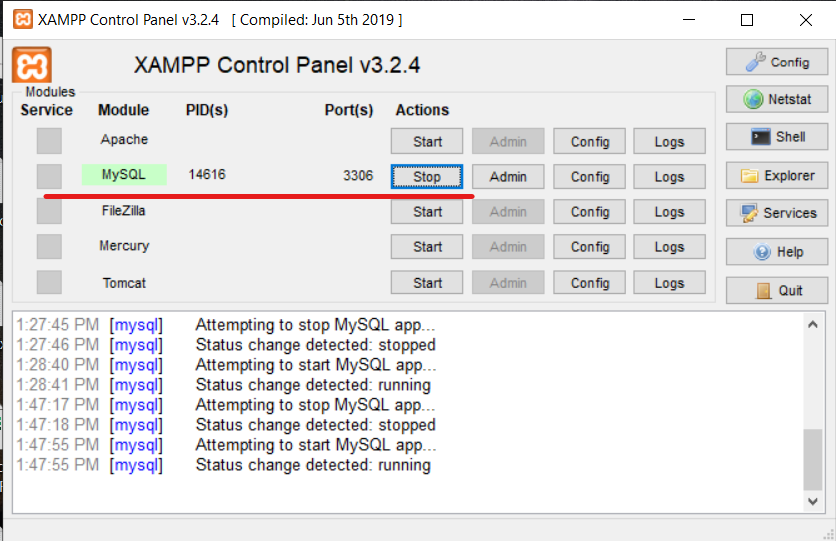 XAMPP Control Panel v3.2.4 [ Compiled: Jun 5th 2019 ]
XAMPP Control Panel v3.2.4
Config
Modules
Service Module PID(s) Port(s) Actions
Netstat
Apache Start Admin Config Logs
Shell
MySQL 14616 3306 Stop Admin Config Logs
Explorer
FileZilla Start Admin Config Logs
Services
Mercury Start Admin Config Logs
Help
Tomcat Start Admin Config Logs
Quit
1:27:45 PM [mysql] Attempting to stop MySQL app...
1:27:46 PM [mysql] Status change detected: stopped
1:28:40 PM [mysql] Attempting to start MySQL app...
1:28:41 PM [mysql] Status change detected: running
1:47:17 PM [mysql] Attempting to stop MySQL app...
1:47:18 PM [mysql] Status change detected: stopped
1:47:55 PM [mysql] Attempting to start MySQL app...
1:47:55 PM [mysql] Status change detected: running